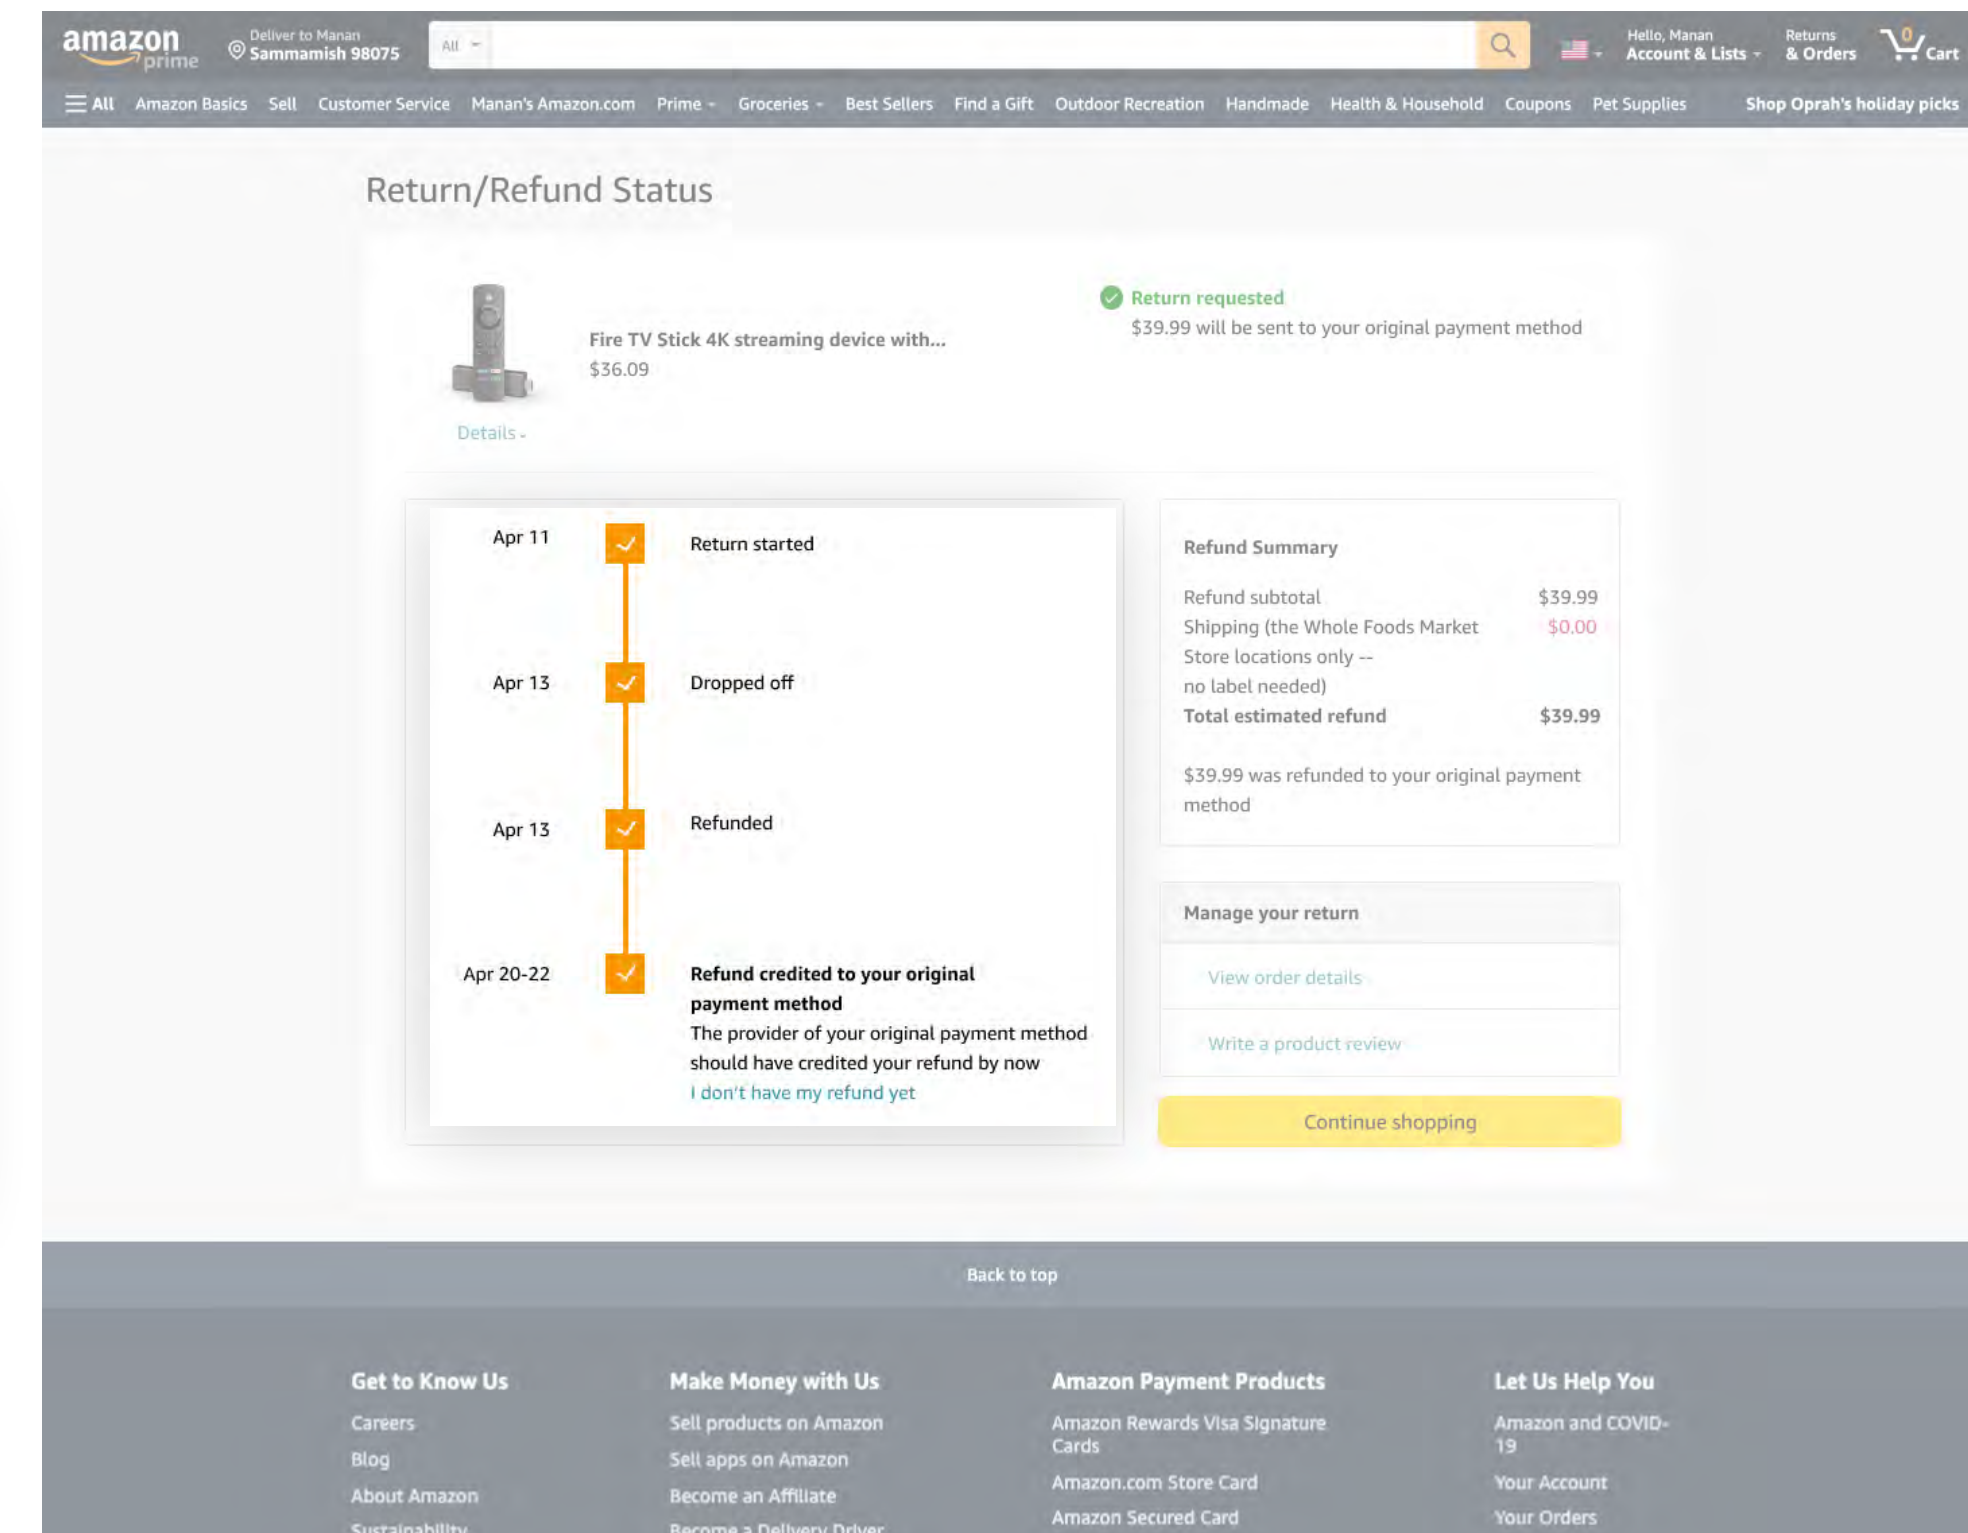 amazon
prime
Deliver to Manan
Sammamish 98075
All
Hello, Manan
Account & Lists
Returns
& Orders
0
Cart
All Amazon Basics Sell Customer Service Manan's Amazon.com Prime Groceries Best Sellers Find a Gift Outdoor Recreation Handmade Health & Household Coupons Pet Supplies Shop Oprah's holiday picks
Return/Refund Status
Fire TV Stick 4K streaming device with...
$36.09
Details
Return requested
$39.99 will be sent to your original payment method
Apr 11 Return started
Apr 13 Dropped off
Apr 13 Refunded
Apr 20-22 Refund credited to your original
payment method
The provider of your original payment method
should have credited your refund by now
I don't have my refund yet
Refund Summary
Refund subtotal $39.99
Shipping (the Whole Foods Market $0.00
Store locations only --
no label needed)
Total estimated refund $39.99
$39.99 was refunded to your original payment
method
Manage your return
View order details
Write a product review
Continue shopping
Back to top
Get to Know Us
Careers
Blog
About Amazon
Sustainability
Make Money with Us
Sell products on Amazon
Sell apps on Amazon
Become an Affiliate
Become a Delivery Driver
Amazon Payment Products
Amazon Rewards Visa Signature
Cards
Amazon.com Store Card
Amazon Secured Card
Let Us Help You
Amazon and COVID-
19
Your Account
Your Orders